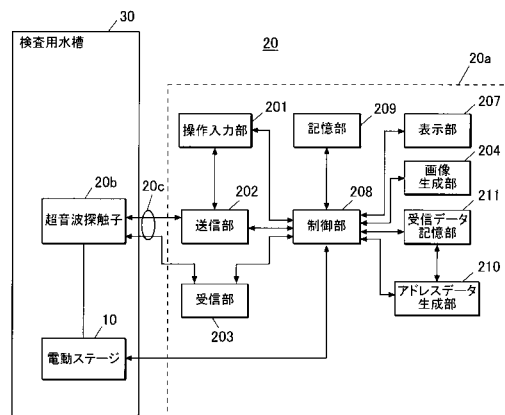 30
検査用水槽
20
20a
201
操作入力部
209
記憶部
207
表示部
204
画像
生成部
20b
超音波探触子
20c
202
送信部
208
制御部
211
受信データ
記憶部
受信部
203
210
アドレスデータ
生成部
10
電動ステージ